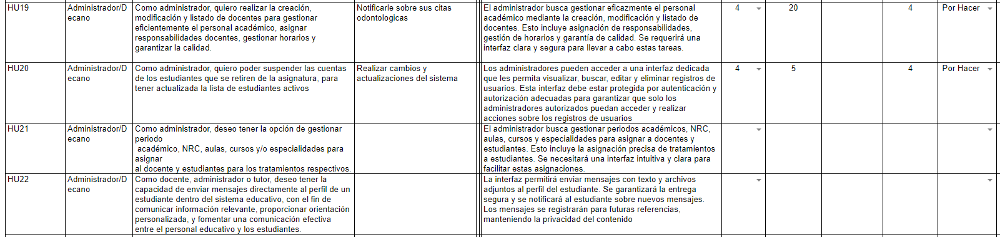 HU19
Administrador/D
ecano
Como administrador, quiero realizar la creación,
modificación y listado de docentes para gestionar
eficientemente el personal académico, asignar
responsabilidades docentes, gestionar horarios y
garantizar la calidad.
Notificarle sobre sus citas
odontologicas
El administrador busca gestionar eficazmente el personal
académico mediante la creación, modificación y listado de
docentes. Esto incluye asignación de responsabilidades,
gestión de horarios y garantía de calidad. Se requerirá una
interfaz clara y segura para llevar a cabo estas tareas.
4
20
4
Por Hacer
HU20
Administrador/D
ecano
Como administrador, quiero poder suspender las cuentas
de los estudiantes que se retiren de la asignatura, para
tener actualizada la lista de estudiantes activos
Realizar cambios y
actualizaciones del sistema
Los administradores pueden acceder a una interfaz dedicada
que les permita visualizar, buscar, editar y eliminar registros de
usuarios. Esta interfaz debe estar protegida por autenticación y
autorización adecuadas para garantizar que solo los
administradores autorizados puedan acceder y realizar
acciones sobre los registros de usuarios
4
5
4
Por Hacer
HU21
Administrador/D
ecano
Como administrador, deseo tener la opción de gestionar
periodo
académico, NRC, aulas, cursos y/o especialidades para
asignar
al docente y estudiantes para los tratamientos respectivos.
El administrador busca gestionar periodos académicos, NRC,
aulas, cursos y especialidades para asignar a docentes y
estudiantes. Esto incluye la asignación precisa de tratamientos
a estudiantes. Se necesitará una interfaz intuitiva y clara para
facilitar estas asignaciones.
HU22
Administrador/D
ecano
Como docente, administrador o tutor, deseo tener la
capacidad de enviar mensajes directamente al perfil de un
estudiante dentro del sistema educativo, con el fin de
comunicar información relevante, proporcionar orientación
personalizada, y fomentar una comunicación efectiva
entre el personal educativo y los estudiantes.
La interfaz permitirá enviar mensajes con texto y archivos
adjuntos al perfil del estudiante. Se garantizará la entrega
segura y se notificará al estudiante sobre nuevos mensajes.
Los mensajes se registrarán para futuras referencias,
manteniendo la privacidad del contenido